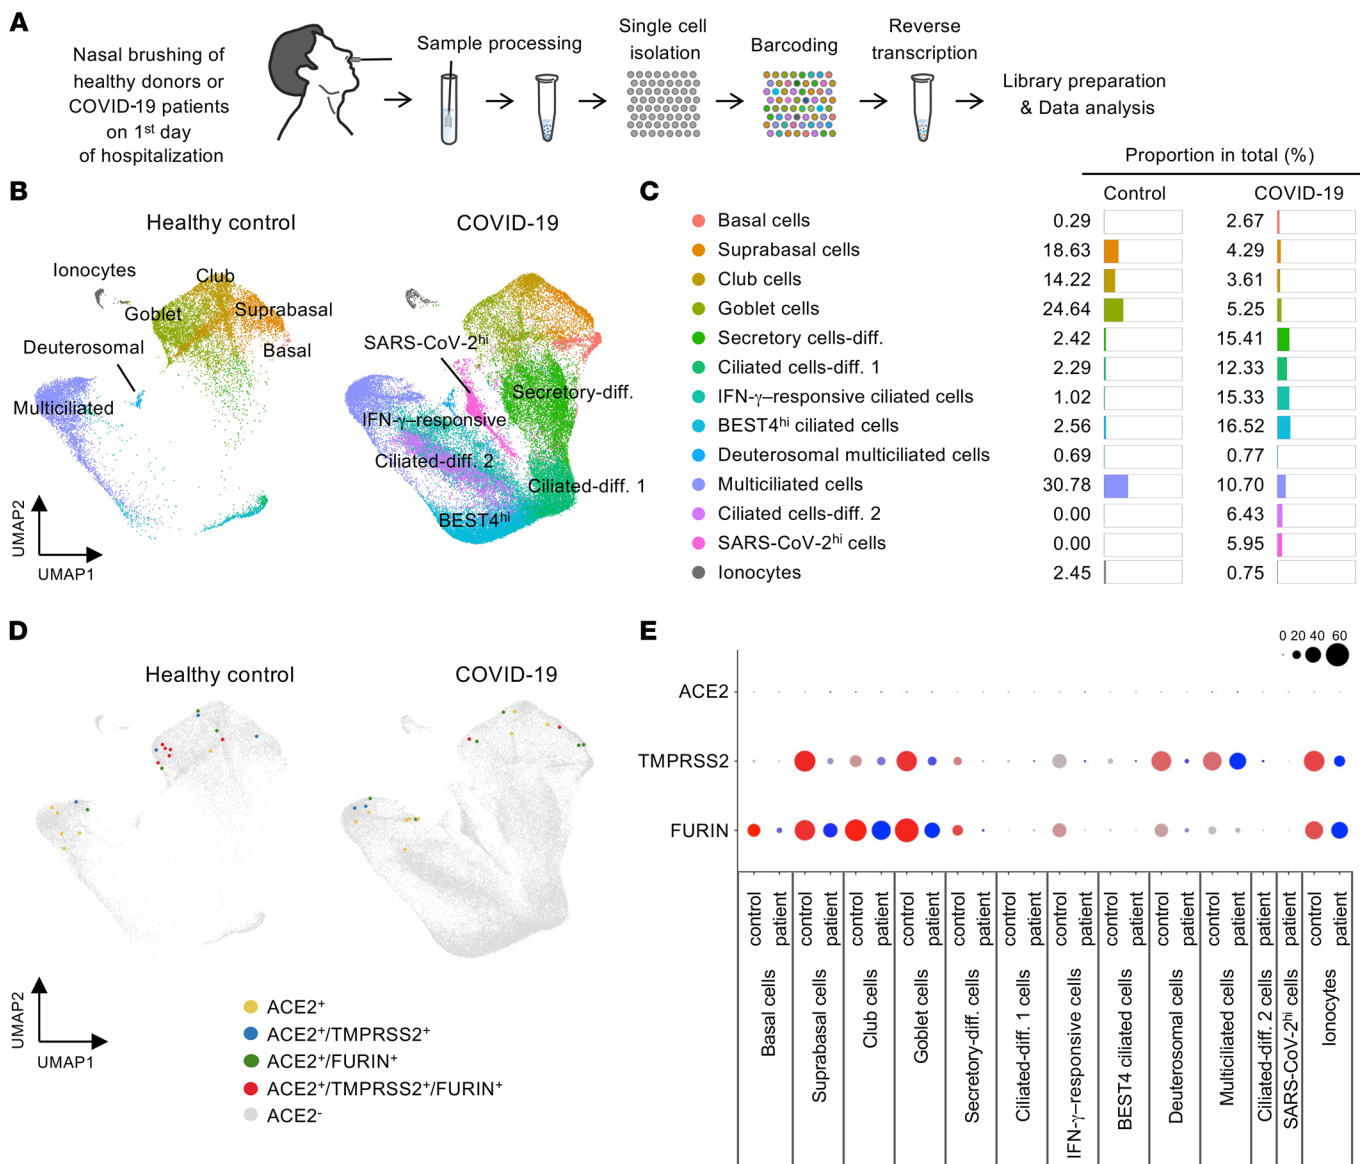 A
Nasal brushing of
healthy donors or
COVID-19 patients
on 1st day
of hospitalization
Sample processing
Single cell
isolation
Barcoding
Reverse
transcription
Library preparation
& Data analysis
B
Healthy control
COVID-19
Ionocytes
Club
Goblet
Suprabasal
Deuterosomal
Basal
Multiciliated
SARS-CoV-2hi
Secretory-diff.
IFN-γ–responsive
Ciliated-diff. 2
Ciliated-diff. 1
BEST4hi
UMAP2
UMAP1
C
Proportion in total (%)
Control
COVID-19
Basal cells 0.29 2.67
Suprabasal cells 18.63 4.29
Club cells 14.22 3.61
Goblet cells 24.64 5.25
Secretory cells-diff. 2.42 15.41
Ciliated cells-diff. 1 2.29 12.33
IFN-γ–responsive ciliated cells 1.02 15.33
BEST4hi ciliated cells 2.56 16.52
Deuterosomal multiciliated cells 0.69 0.77
Multiciliated cells 30.78 10.70
Ciliated cells-diff. 2 0.00 6.43
SARS-CoV-2hi cells 0.00 5.95
Ionocytes 2.45 0.75
D
Healthy control
COVID-19
UMAP2
UMAP1
ACE2+
ACE2+/TMPRSS2+
ACE2+/FURIN+
ACE2+/TMPRSS2+/FURIN+
ACE2-
E
0 20 40 60
ACE2
TMPRSS2
FURIN
control patient control patient control patient control patient control patient control patient control patient control patient control patient control patient patient patient control patient
Basal cells
Suprabasal cells
Club cells
Goblet cells
Secretory-diff. cells
Ciliated-diff. 1 cells
IFN-γ–responsive cells
BEST4 ciliated cells
Deuterosomal cells
Multiciliated cells
Ciliated-diff. 2 cells
SARS-CoV-2hi cells
Ionocytes